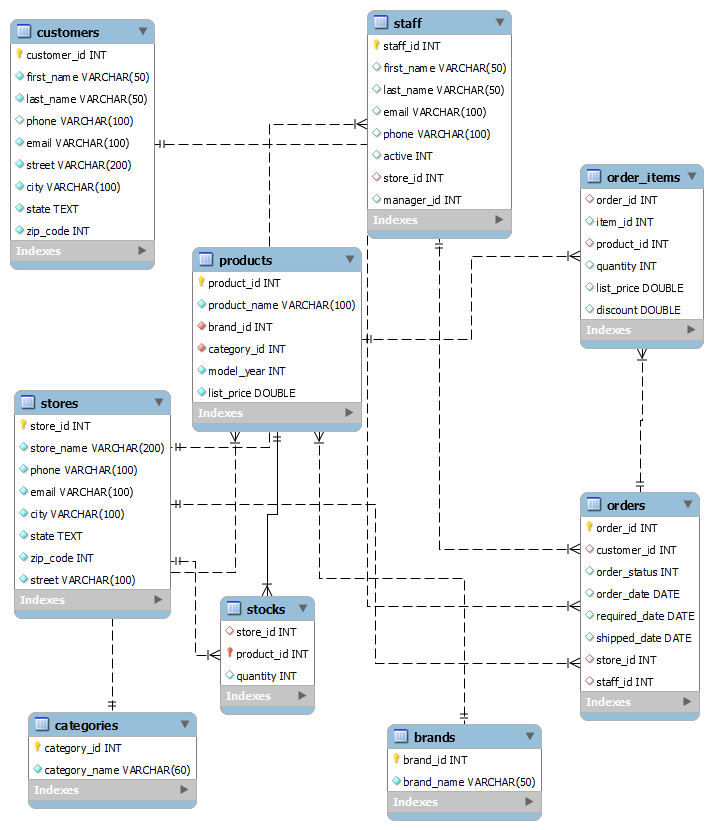 customers
customer_id INT
first_name VARCHAR(50)
last_name VARCHAR(50)
phone VARCHAR(100)
email VARCHAR(100)
street VARCHAR(200)
city VARCHAR(100)
state TEXT
zip_code INT
Indexes
staff
staff_id INT
first_name VARCHAR(50)
last_name VARCHAR(50)
email VARCHAR(100)
phone VARCHAR(100)
active INT
store_id INT
manager_id INT
Indexes
order_items
order_id INT
item_id INT
product_id INT
quantity INT
list_price DOUBLE
discount DOUBLE
Indexes
products
product_id INT
product_name VARCHAR(100)
brand_id INT
category_id INT
model_year INT
list_price DOUBLE
Indexes
stores
store_id INT
store_name VARCHAR(200)
phone VARCHAR(100)
email VARCHAR(100)
city VARCHAR(100)
state TEXT
zip_code INT
street VARCHAR(100)
Indexes
orders
order_id INT
customer_id INT
order_status INT
order_date DATE
required_date DATE
shipped_date DATE
store_id INT
staff_id INT
Indexes
stocks
store_id INT
product_id INT
quantity INT
Indexes
categories
category_id INT
category_name VARCHAR(60)
Indexes
brands
brand_id INT
brand_name VARCHAR(50)
Indexes